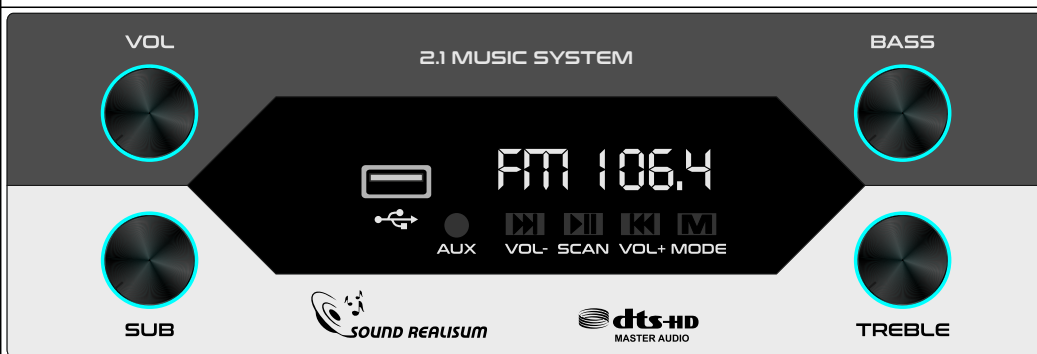 VOL
BASS
2.1 MUSIC SYSTEM
FM 106.4
M
AUX VOL- SCAN VOL+ MODE
SUB
SOUND REALISUM
dts-HD
MASTER AUDIO
TREBLE